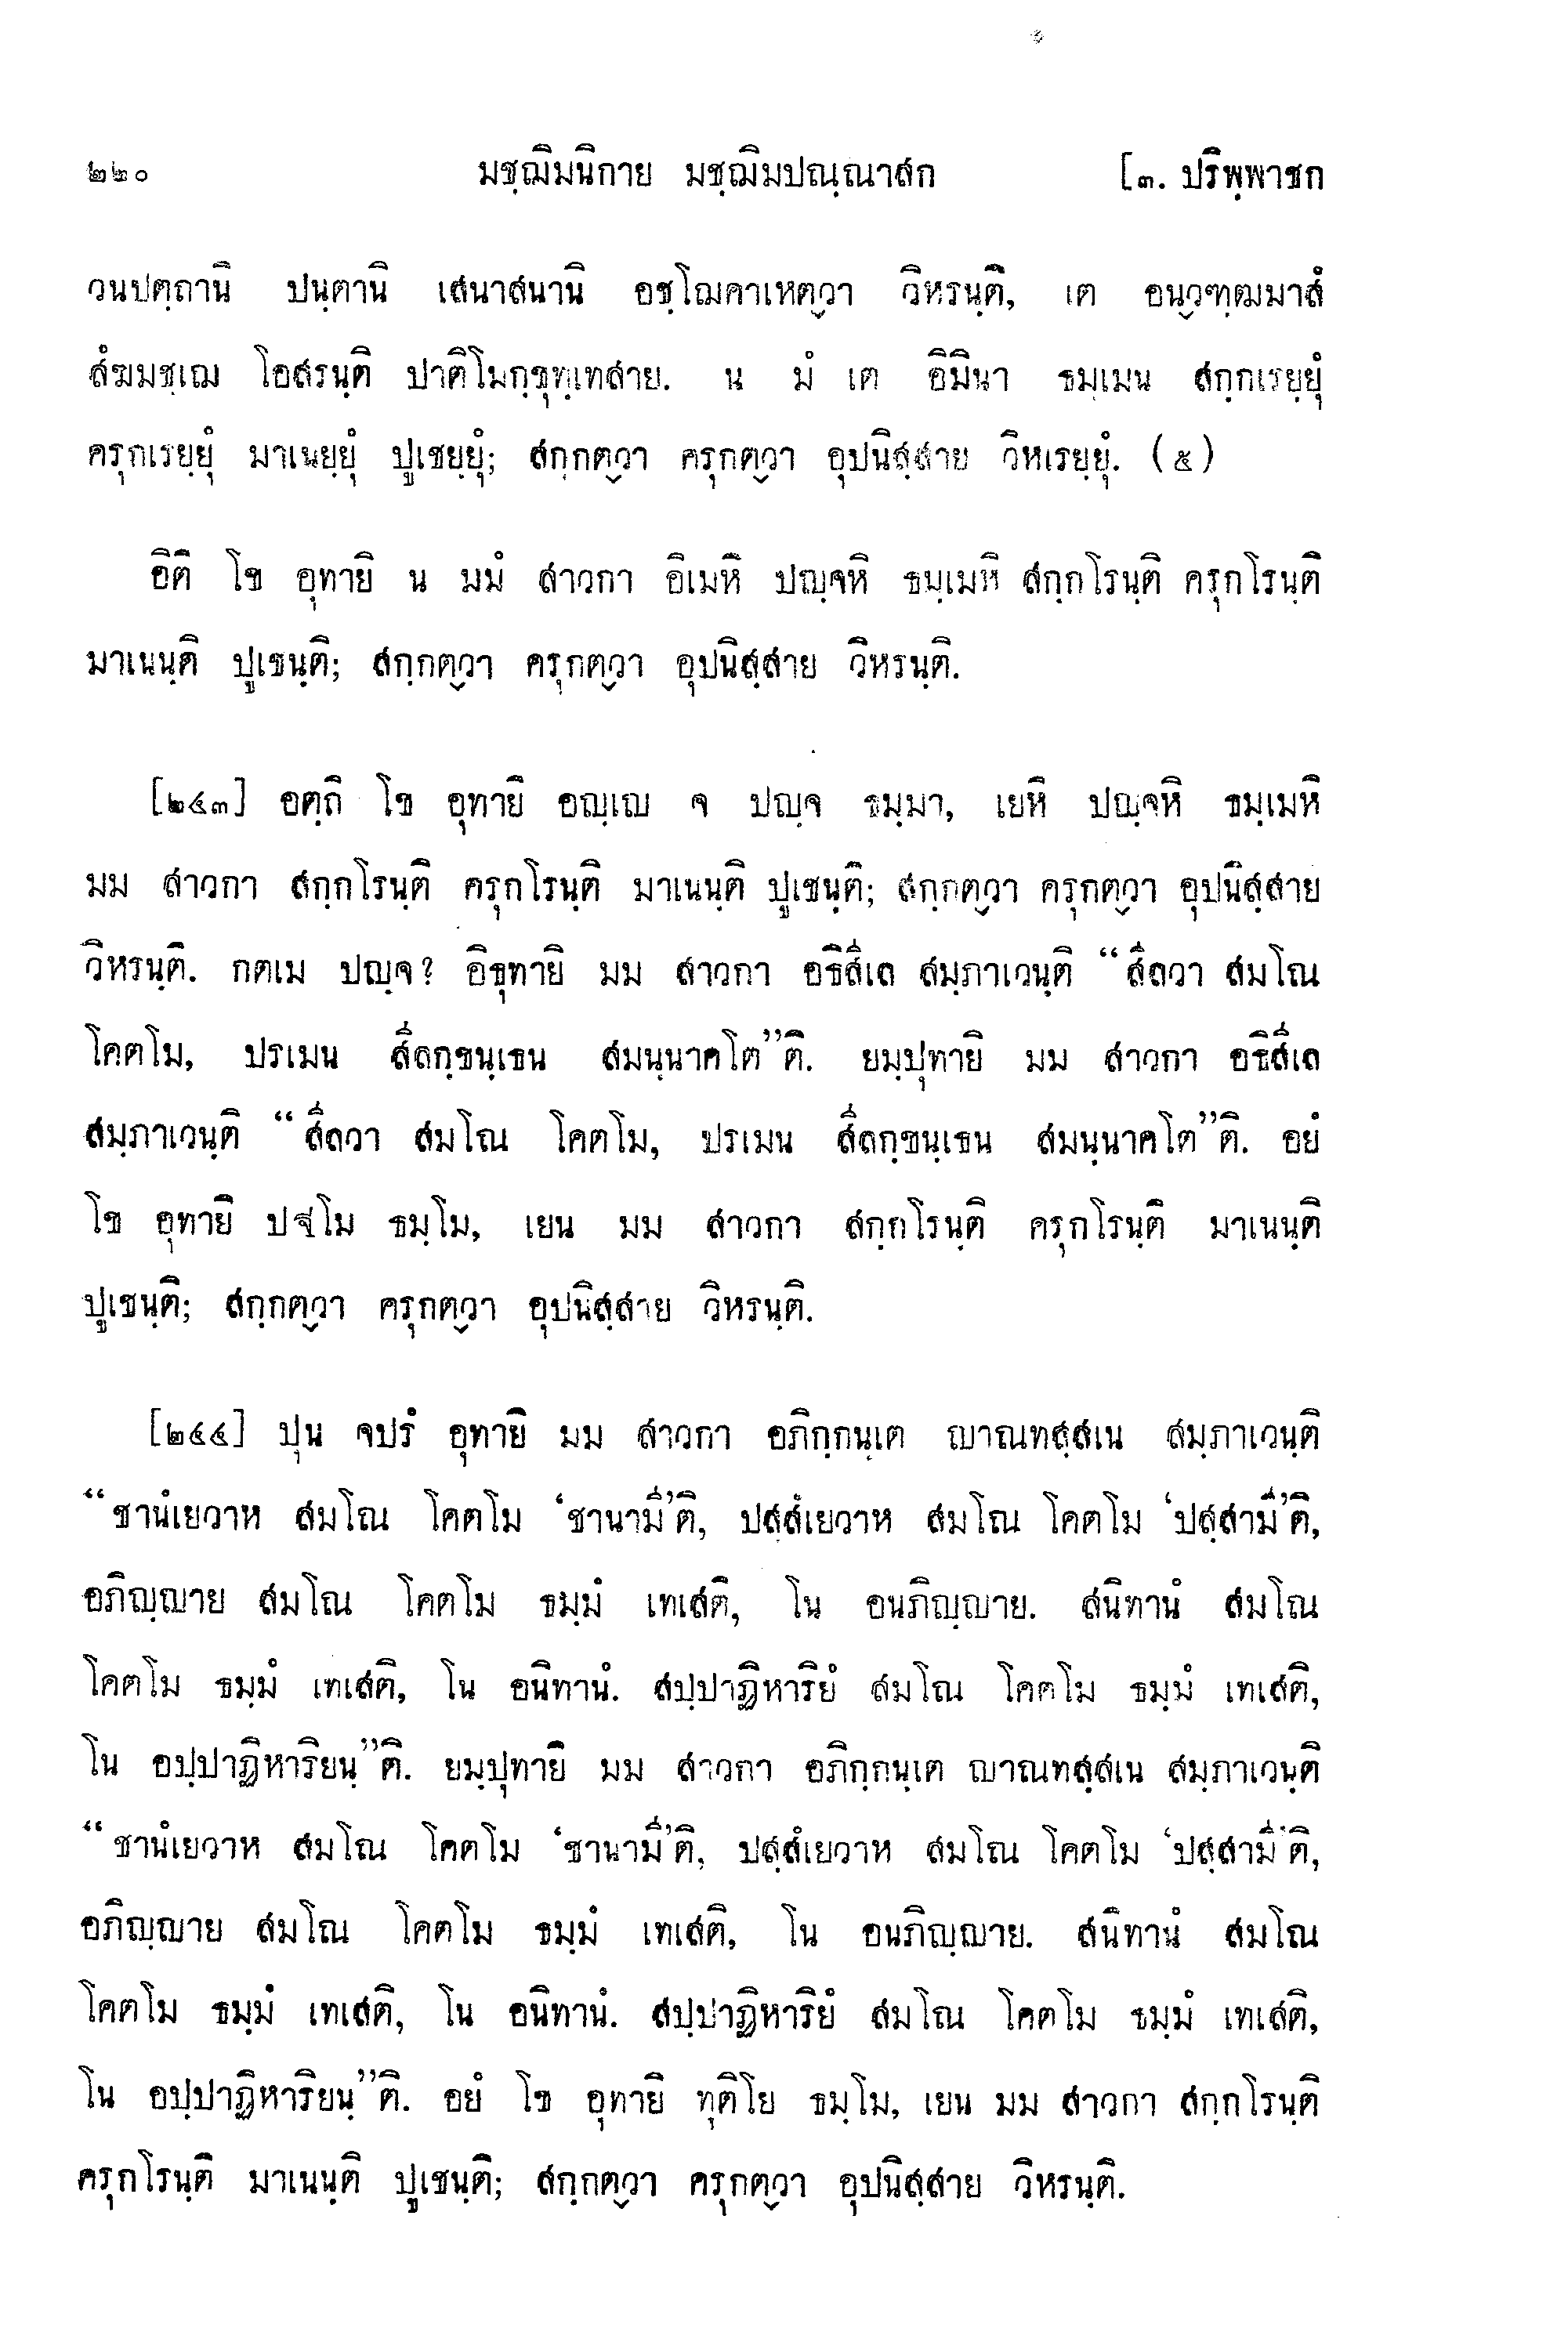 ๒๒๐ มชฺฌิมนิกาย มชฺฌิมปณฺณาสก [๓. ปริพฺพาชก
วนปตฺถานิ ปนฺตานิ เสนาสนานิ อชฺโฌคาเหตฺวา วิหรนฺติ, เต อนฺวฑฺฒมาสํ
สํฆมชฺเฌ โอสรนฺติ ปาติโมกฺขุทฺเทสาย. น มํ เต อิมินา ธมฺเมน สกฺกเรยฺยุํ
ครุกเรยฺยุํ มาเนยฺยุํ ปูเชยฺยุํ; สกฺกตฺวา ครุกตฺวา อุปนิสฺสาย วิหเรยฺยุํ. (๕)
อิติ โข อุทายิ น มมํ สาวกา อิเมหิ ปญฺจหิ ธมฺเมหิ สกฺกโรนฺติ ครุกโรนฺติ
มาเนนฺติ ปูเชนฺติ; สกฺกตฺวา ครุกตฺวา อุปนิสฺสาย วิหรนฺติ.
[๒๔๓] อตฺถิ โข อุทายิ อญฺเญ จ ปญฺจ ธมฺมา, เยหิ ปญฺจหิ ธมฺเมหิ
มม สาวกา สกฺกโรนฺติ ครุกโรนฺติ มาเนนฺติ ปูเชนฺติ; สกฺกตฺวา ครุกตฺวา อุปนิสฺสาย
วิหรนฺติ. กตเม ปญฺจ? อิธุทายิ มม สาวกา อธิสีเล สมฺภาเวนฺติ “สีลวา สมโณ
โคตโม, ปรเมน สีลกฺขนฺเธน สมนฺนาคโต”ติ. ยมฺปุทายิ มม สาวกา อธิสีเล
สมฺภาเวนฺติ “สีลวา สมโณ โคตโม, ปรเมน สีลกฺขนฺเธน สมนฺนาคโต”ติ. อยํ
โข อุทายิ ปฐโม ธมฺโม, เยน มม สาวกา สกฺกโรนฺติ ครุกโรนฺติ มาเนนฺติ
ปูเชนฺติ; สกฺกตฺวา ครุกตฺวา อุปนิสฺสาย วิหรนฺติ.
[๒๔๔] ปุน จปรํ อุทายิ มม สาวกา อภิกฺกนฺเต ญาณทสฺสเน สมฺภาเวนฺติ
“ชานํเยวาห สมโณ โคตโม ‘ชานามี’ติ, ปสฺสํเยวาห สมโณ โคตโม ‘ปสฺสามี’ติ,
อภิญฺญาย สมโณ โคตโม ธมฺมํ เทเสติ, โน อนภิญฺญาย. สนิทานํ สมโณ
โคตโม ธมฺมํ เทเสติ, โน อนิทานํ. สปฺปาฏิหาริยํ สมโณ โคตโม ธมฺมํ เทเสติ,
โน อปฺปาฏิหาริยนฺ”ติ. ยมฺปุทายิ มม สาวกา อภิกฺกนฺเต ญาณทสฺสเน สมฺภาเวนฺติ
“ชานํเยวาห สมโณ โคตโม ‘ชานามี’ติ, ปสฺสํเยวาห สมโณ โคตโม ‘ปสฺสามี’ติ,
อภิญฺญาย สมโณ โคตโม ธมฺมํ เทเสติ, โน อนภิญฺญาย. สนิทานํ สมโณ
โคตโม ธมฺมํ เทเสติ, โน อนิทานํ. สปฺปาฏิหาริยํ สมโณ โคตโม ธมฺมํ เทเสติ,
โน อปฺปาฏิหาริยนฺ”ติ. อยํ โข อุทายิ ทุติโย ธมฺโม, เยน มม สาวกา สกฺกโรนฺติ
ครุกโรนฺติ มาเนนฺติ ปูเชนฺติ; สกฺกตฺวา ครุกตฺวา อุปนิสฺสาย วิหรนฺติ.